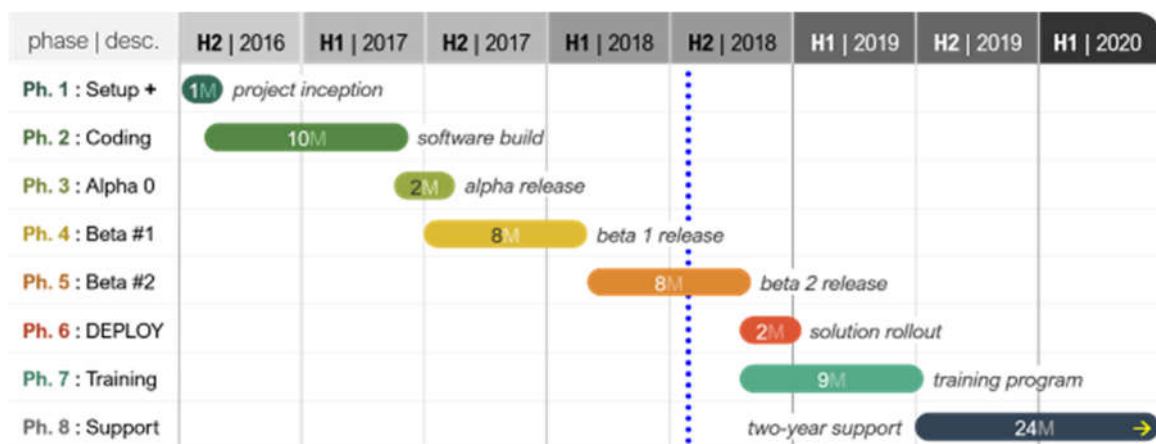 phase | desc. H2 | 2016 H1 | 2017 H2 | 2017 H1 | 2018 H2 | 2018 H1 | 2019 H2 | 2019 H1 | 2020
Ph. 1 : Setup + 1M project inception
Ph. 2 : Coding 10M software build
Ph. 3 : Alpha 0 2M alpha release
Ph. 4 : Beta #1 8M beta 1 release
Ph. 5 : Beta #2 8M beta 2 release
Ph. 6 : DEPLOY 2M solution rollout
Ph. 7 : Training 9M training program
Ph. 8 : Support two-year support 24M →